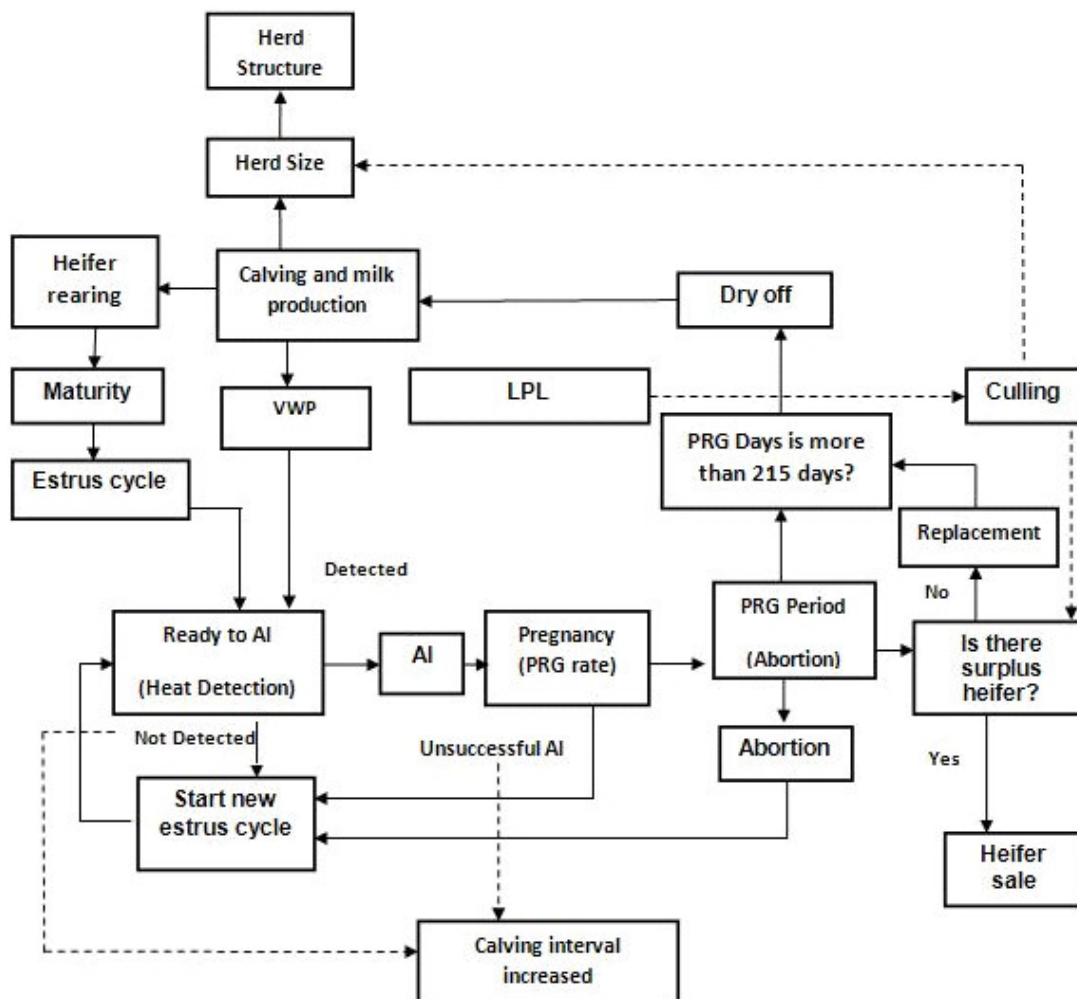 Herd
Structure
Herd Size
Heifer
rearing
Calving and milk
production
Dry off
Maturity
VWP
LPL
Culling
PRG Days is more
than 215 days?
Estrus cycle
Replacement
Detected
No
Ready to AI
(Heat Detection)
AI
Pregnancy
(PRG rate)
PRG Period
(Abortion)
Is there
surplus
heifer?
Not Detected
Unsuccessful AI
Abortion
Yes
Start new
estrus cycle
Heifer
sale
Calving interval
increased